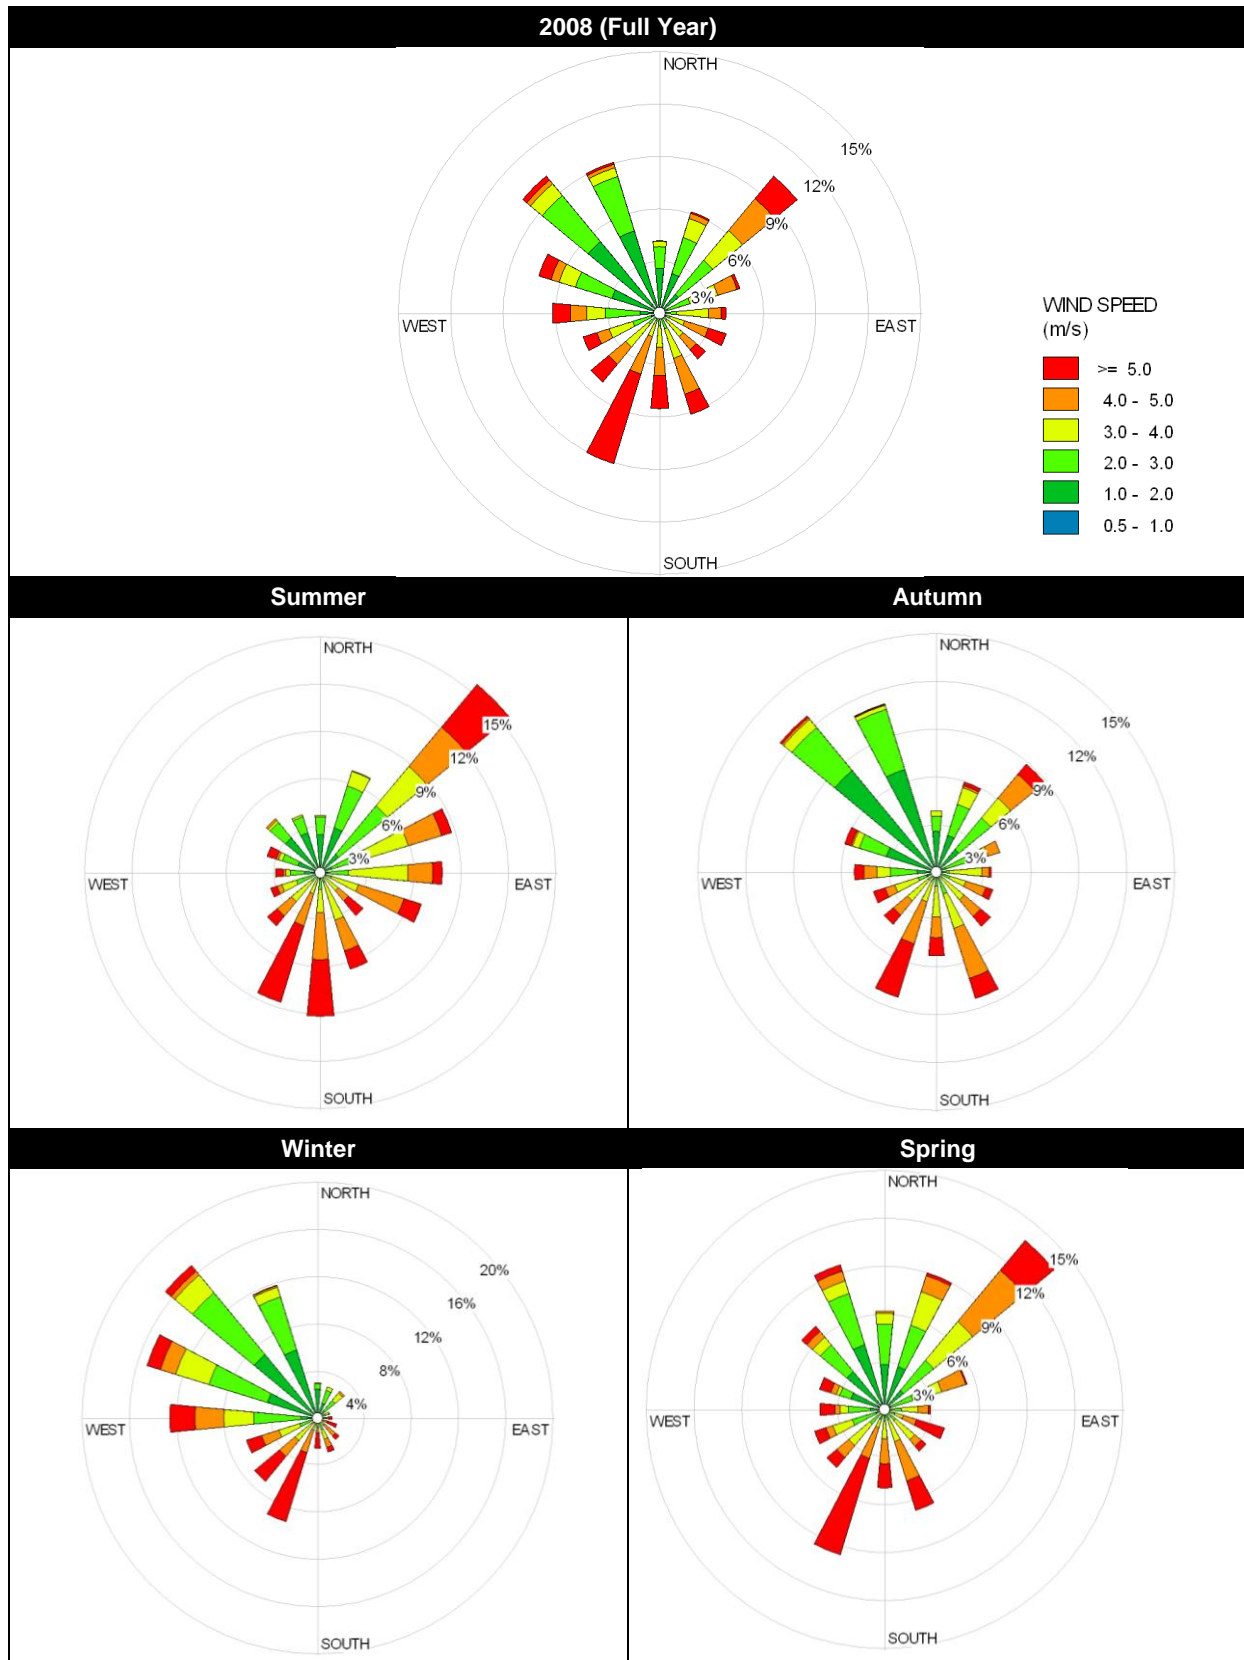 2008 (Full Year)
NORTH
15%
12%
9%
6%
3%
WEST
EAST
SOUTH
WIND SPEED
(m/s)
>= 5.0
4.0 - 5.0
3.0 - 4.0
2.0 - 3.0
1.0 - 2.0
0.5 - 1.0
Summer
NORTH
15%
12%
9%
6%
3%
WEST
EAST
SOUTH
Autumn
NORTH
15%
12%
9%
6%
3%
WEST
EAST
SOUTH
Winter
NORTH
20%
16%
12%
8%
4%
WEST
EAST
SOUTH
Spring
NORTH
15%
12%
9%
6%
3%
WEST
EAST
SOUTH